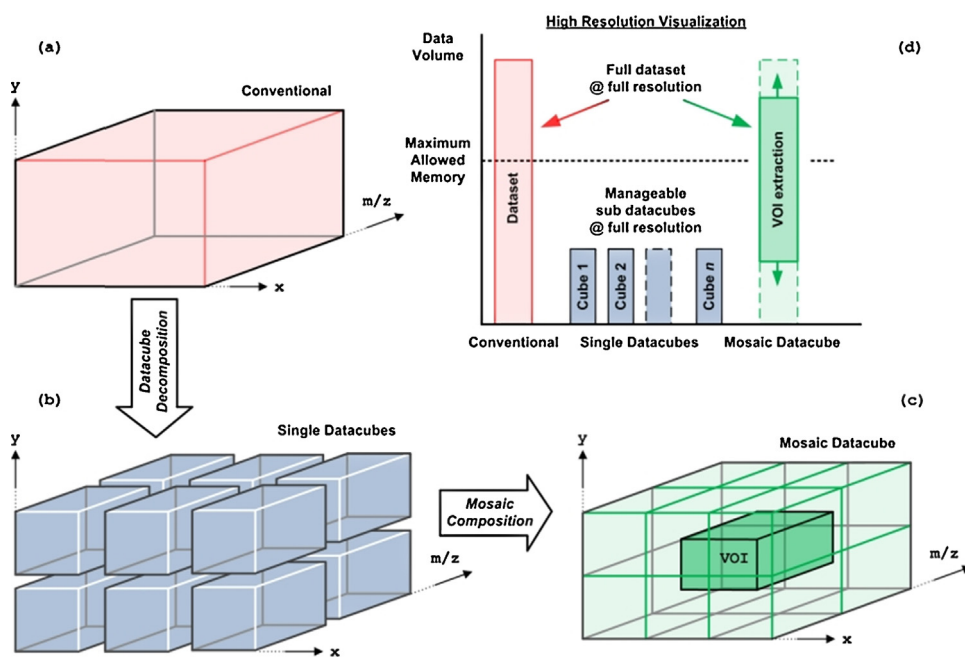 (a)
y
Conventional
m/z
x
Datacube
Decomposition
High Resolution Visualization
(d)
Data
Volume
Full dataset
@ full resolution
Maximum
Allowed
Memory
Manageable
sub datacubes
@ full resolution
Dataset
Cube 1
Cube 2
Cube n
VOI extraction
Conventional
Single Datacubes
Mosaic Datacube
(b)
Single Datacubes
y
m/z
x
Mosaic
Composition
(c)
Mosaic Datacube
y
VOI
m/z
x